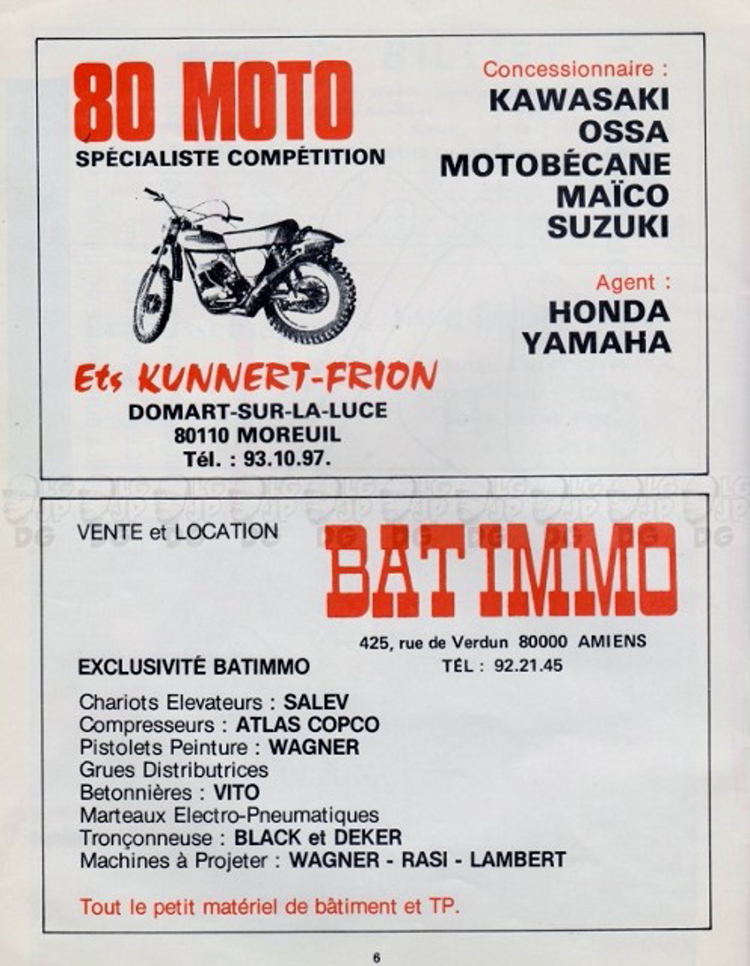 80 MOTO
SPÉCIALISTE COMPÉTITION
Concessionnaire :
KAWASAKI
OSSA
MOTOBÉCANE
MAÏCO
SUZUKI
Agent :
HONDA
YAMAHA
Ets KUNNERT-FRION
DOMART-SUR-LA-LUCE
80110 MOREUIL
Tél. : 93.10.97.
VENTE et LOCATION
BATIMMO
425, rue de Verdun 80000 AMIENS
TÉL : 92.21.45
EXCLUSIVITÉ BATIMMO
Chariots Elevateurs : SALEV
Compresseurs : ATLAS COPCO
Pistolets Peinture : WAGNER
Grues Distributrices
Betonnières : VITO
Marteaux Electro-Pneumatiques
Tronçonneuse : BLACK et DEKER
Machines à Projeter : WAGNER - RASI - LAMBERT
Tout le petit matériel de bâtiment et TP.
6